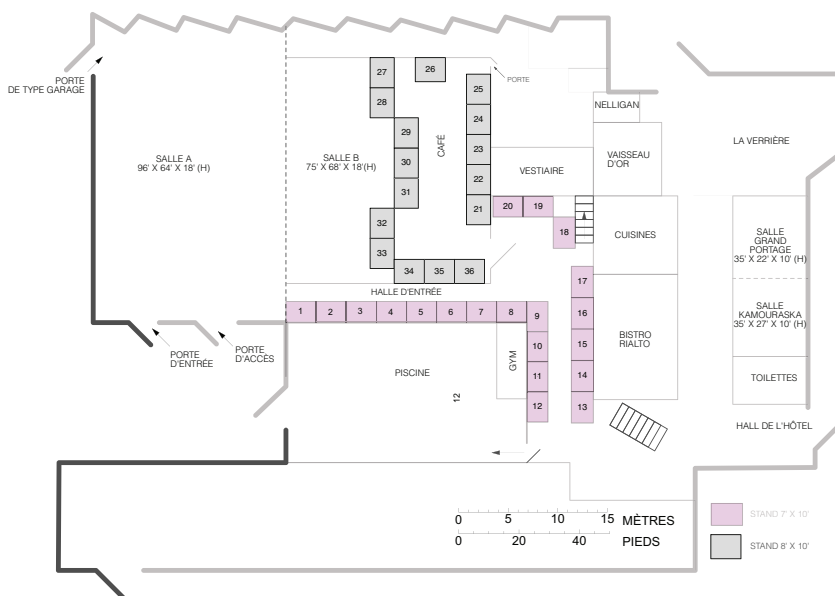 PORTE
DE TYPE GARAGE
SALLE A
96' X 64' X 18' (H)
SALLE B
75' X 68' X 18'(H)
27
28
26
29
30
31
32
33
34
35
36
CAFÉ
25
24
23
22
21
PORTE
NELLIGAN
VAISSEAU
D'OR
VESTIAIRE
LA VERRIÈRE
20
19
18
CUISINES
SALLE
GRAND
PORTAGE
35' X 22' X 10' (H)
SALLE
KAMOURASKA
35' X 27' X 10' (H)
TOILETTES
HALL DE L'HÔTEL
HALLE D'ENTRÉE
1
2
3
4
5
6
7
8
9
10
11
12
17
16
15
14
13
BISTRO
RIALTO
PORTE
D'ENTRÉE
PORTE
D'ACCÈS
PISCINE
12
GYM
0 5 10 15 MÈTRES
0 20 40 PIEDS
STAND 7' X 10'
STAND 8' X 10'